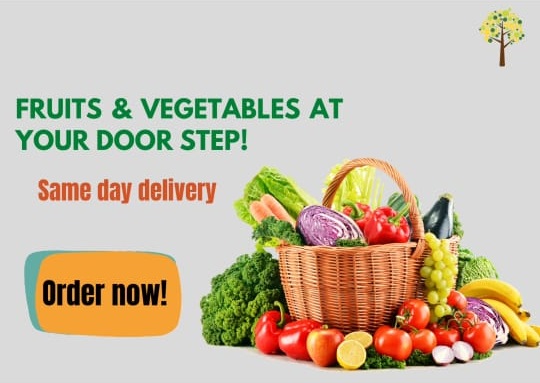 FRUITS & VEGETABLES AT
YOUR DOOR STEP!
Same day delivery
Order now!